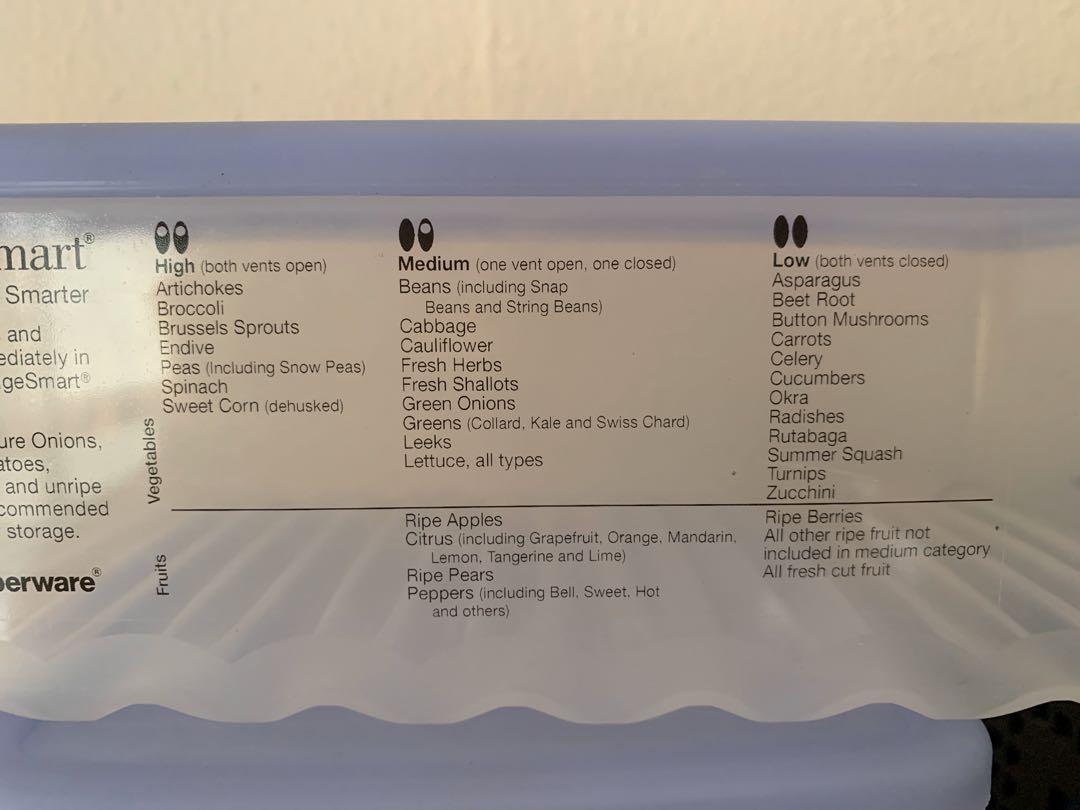 mart®
Smarter
and
ediately in
geSmart®
ure Onions,
atoes,
and unripe
commended
storage.
perware®
Vegetables
Fruits
High (both vents open)
Artichokes
Broccoli
Brussels Sprouts
Endive
Peas (Including Snow Peas)
Spinach
Sweet Corn (dehusked)
Medium (one vent open, one closed)
Beans (including Snap
Beans and String Beans)
Cabbage
Cauliflower
Fresh Herbs
Fresh Shallots
Green Onions
Greens (Collard, Kale and Swiss Chard)
Leeks
Lettuce, all types
Ripe Apples
Citrus (including Grapefruit, Orange, Mandarin,
Lemon, Tangerine and Lime)
Ripe Pears
Peppers (including Bell, Sweet, Hot
and others)
Low (both vents closed)
Asparagus
Beet Root
Button Mushrooms
Carrots
Celery
Cucumbers
Okra
Radishes
Rutabaga
Summer Squash
Turnips
Zucchini
Ripe Berries
All other ripe fruit not
included in medium category
All fresh cut fruit